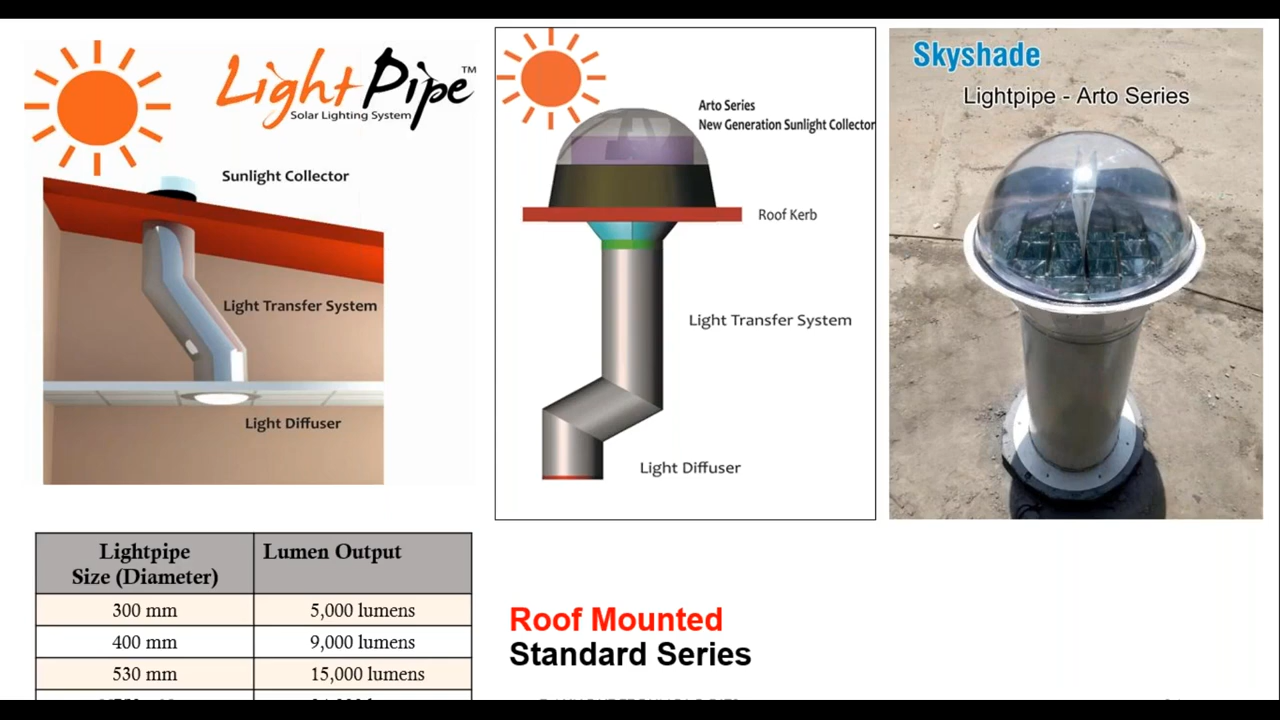 LightPipe™
Solar Lighting System
Sunlight Collector
Light Transfer System
Light Diffuser
Arto Series
New Generation Sunlight Collector
Roof Kerb
Light Transfer System
Light Diffuser
Skyshade
Lightpipe - Arto Series
Lightpipe Lumen Output
Size (Diameter)
300 mm 5,000 lumens
400 mm 9,000 lumens
530 mm 15,000 lumens
Roof Mounted
Standard Series